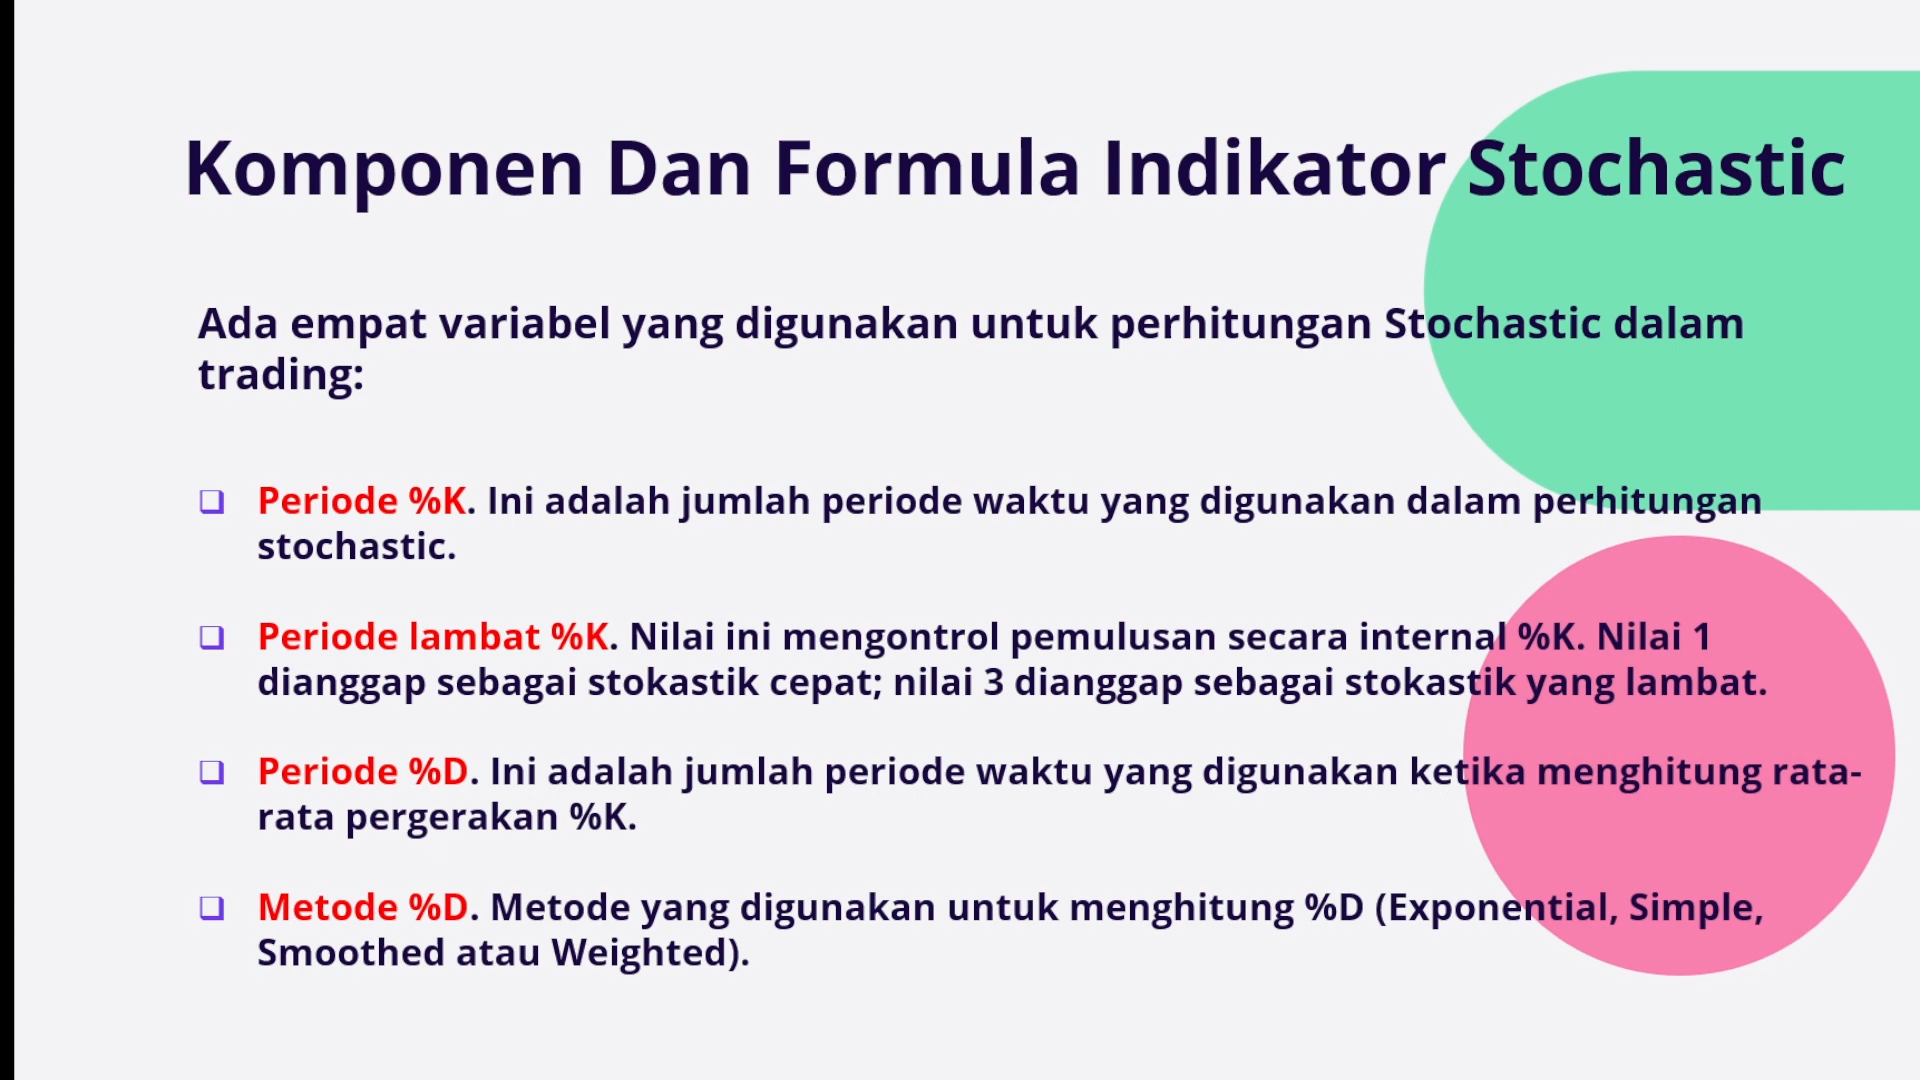 Komponen Dan Formula Indikator Stochastic
Ada empat variabel yang digunakan untuk perhitungan Stochastic dalam
trading:
❑ Periode %K. Ini adalah jumlah periode waktu yang digunakan dalam perhitungan
stochastic.
❑ Periode lambat %K. Nilai ini mengontrol pemulusan secara internal %K. Nilai 1
dianggap sebagai stokastik cepat; nilai 3 dianggap sebagai stokastik yang lambat.
❑ Periode %D. Ini adalah jumlah periode waktu yang digunakan ketika menghitung rata-
rata pergerakan %K.
❑ Metode %D. Metode yang digunakan untuk menghitung %D (Exponential, Simple,
Smoothed atau Weighted).